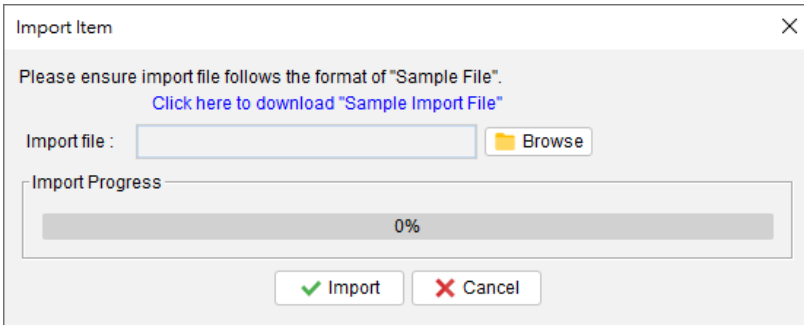 Import Item
Please ensure import file follows the format of "Sample File".
Click here to download "Sample Import File"
Import file : Browse
Import Progress
0%
Import Cancel